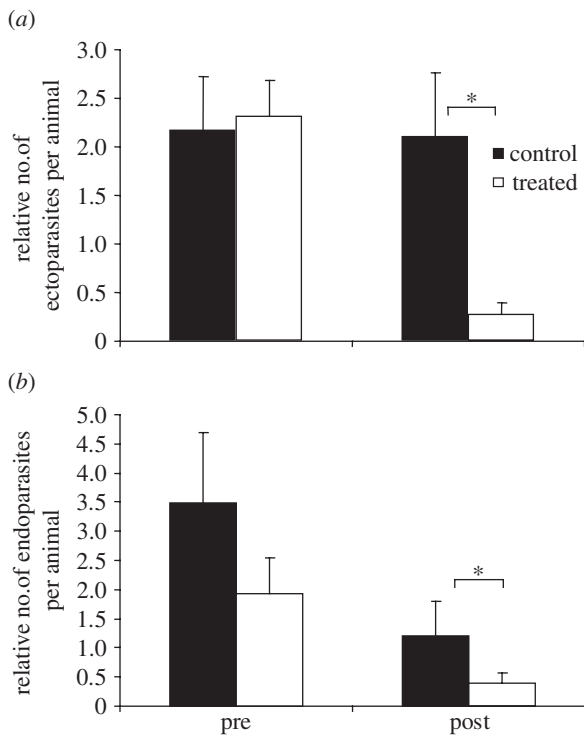 (a)
relative no.of
ectoparasites per animal
3.0
2.5
2.0
1.5
1.0
0.5
0
*
control
treated
(b)
relative no.of endoparasites
per animal
5.0
4.5
4.0
3.5
3.0
2.5
2.0
1.5
1.0
0.5
0
*
pre
post